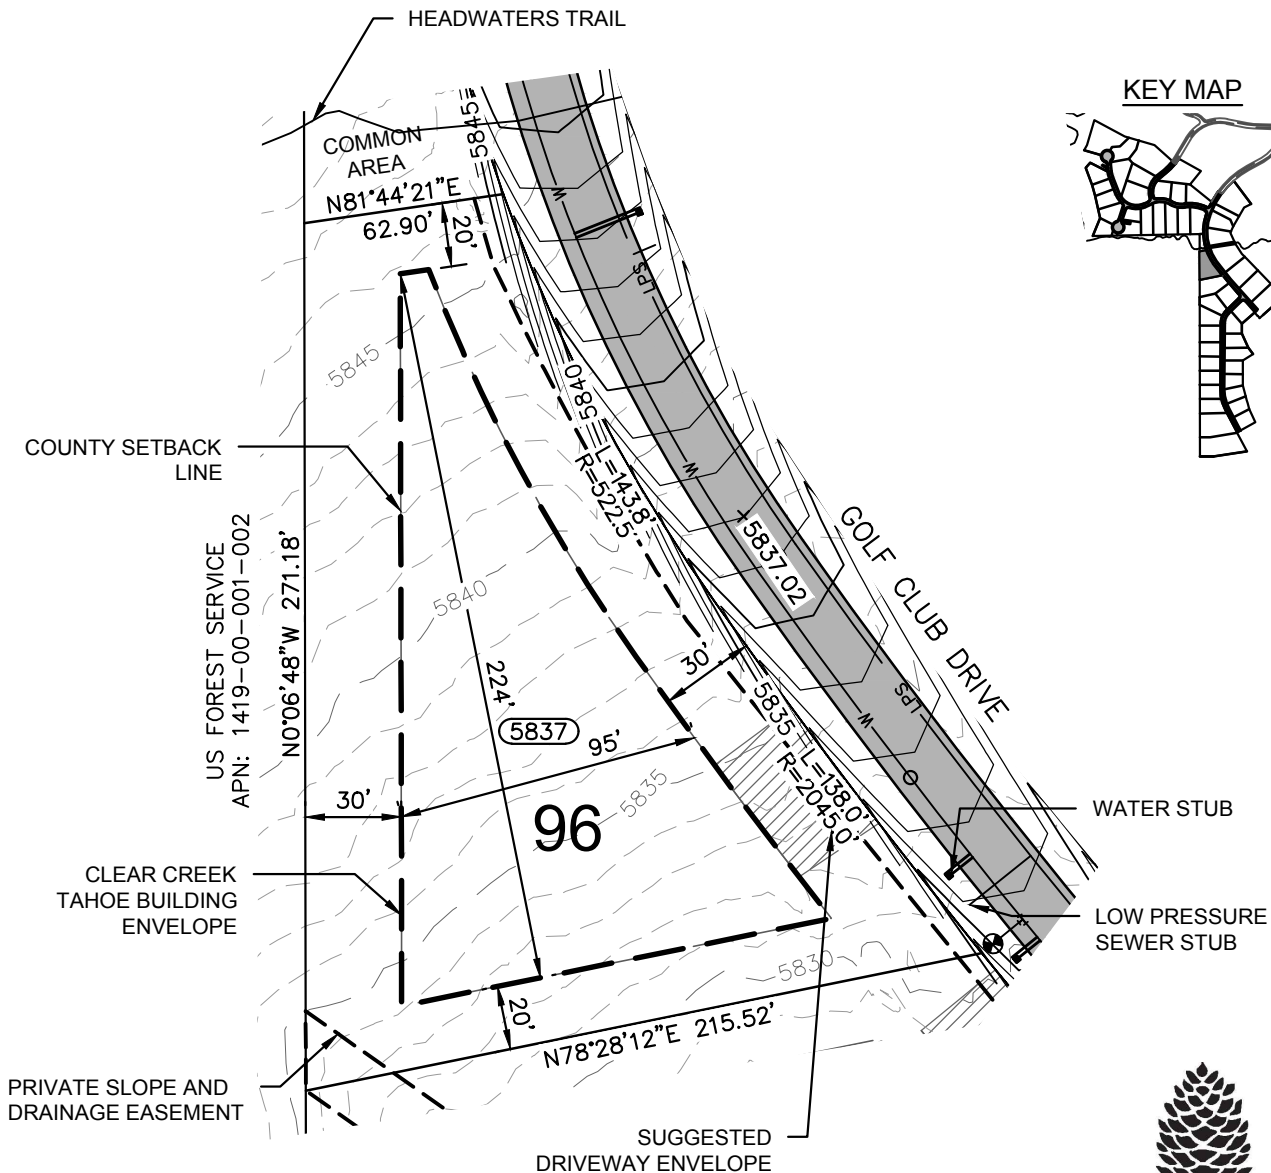 HEADWATERS TRAIL
KEY MAP
COMMON
AREA
5845
N81°44'21"E
62.90'
20'
W
LPS
5845
5840
L=143.8'
R=522.5'
COUNTY SETBACK
LINE
US FOREST SERVICE
APN: 1419-00-001-002
N0°06'48"W 271.18'
W
5837.02
GOLF CLUB DRIVE
5840
224'
5837
95'
30'
5835
L=138.0'
R=2045.0'
W
LPS
30'
5835
96
WATER STUB
CLEAR CREEK
TAHOE BUILDING
ENVELOPE
LOW PRESSURE
SEWER STUB
5830
20'
N78°28'12"E 215.52'
PRIVATE SLOPE AND
DRAINAGE EASEMENT
SUGGESTED
DRIVEWAY ENVELOPE